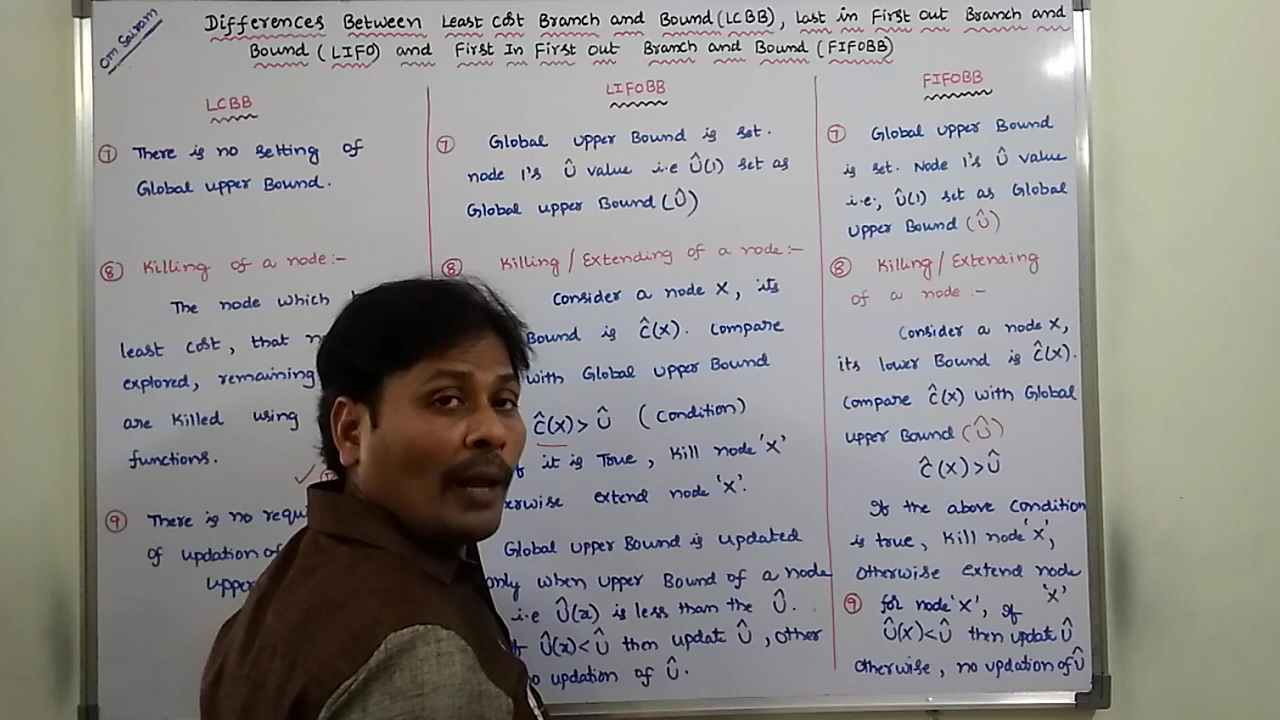 Om Sairam
Differences Between Least cost Branch and Bound (LCBB), Last in First out Branch and
Bound (LIFO) and First In First out Branch and Bound (FIFOBB)
LCBB
⑦ There is no setting of
Global upper Bound.
⑧ Killing of a node:-
The node which
least cost, that
explored, remaining
are Killed using
functions.
⑨ There is no
of updation of
upper
LIFOBB
⑦ Global upper Bound is set.
node 1's Û value i.e Û(1) set as
Global upper Bound (Û)
⑧ Killing / Extending of a node:-
Consider a node X, its
Bound is ĉ(X). Compare
with Global upper Bound
ĉ(X) > Û (Condition)
it is True, Kill node 'X'
extend node 'X'.
Global upper Bound is updated
only when upper Bound of a node
i.e Û(x) is less than the Û.
Û(x) < Û then update Û, other
updation of Û.
FIFOBB
⑦ Global upper Bound
is set. Node 1's Û value
i.e., Û(1) set as Global
upper Bound (Û)
⑧ Killing / Extending
of a node :-
Consider a node X,
its lower Bound is ĉ(X).
Compare ĉ(X) with Global
upper Bound (Û)
ĉ(X) > Û
If the above Condition
is true, Kill node 'X',
otherwise extend node
'X'
⑨ for node 'X', if
Û(X) < Û then update Û
otherwise, no updation of Û